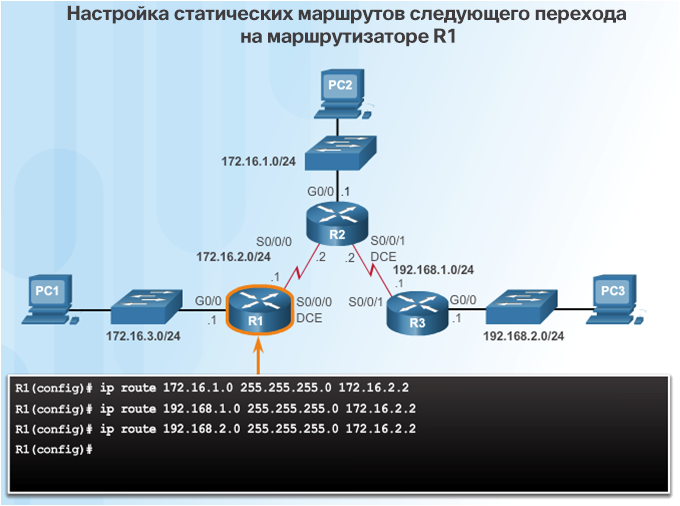 Настройка статических маршрутов следующего перехода
на маршрутизаторе R1
PC2
172.16.1.0/24
G0/0 .1
R2
S0/0/0
S0/0/1
172.16.2.0/24
.2
.2
DCE
192.168.1.0/24
.1
.1
PC1
G0/0
S0/0/0
S0/0/1
G0/0
PC3
.1
R1
DCE
R3
.1
172.16.3.0/24
192.168.2.0/24
R1(config)# ip route 172.16.1.0 255.255.255.0 172.16.2.2
R1(config)# ip route 192.168.1.0 255.255.255.0 172.16.2.2
R1(config)# ip route 192.168.2.0 255.255.255.0 172.16.2.2
R1(config)#